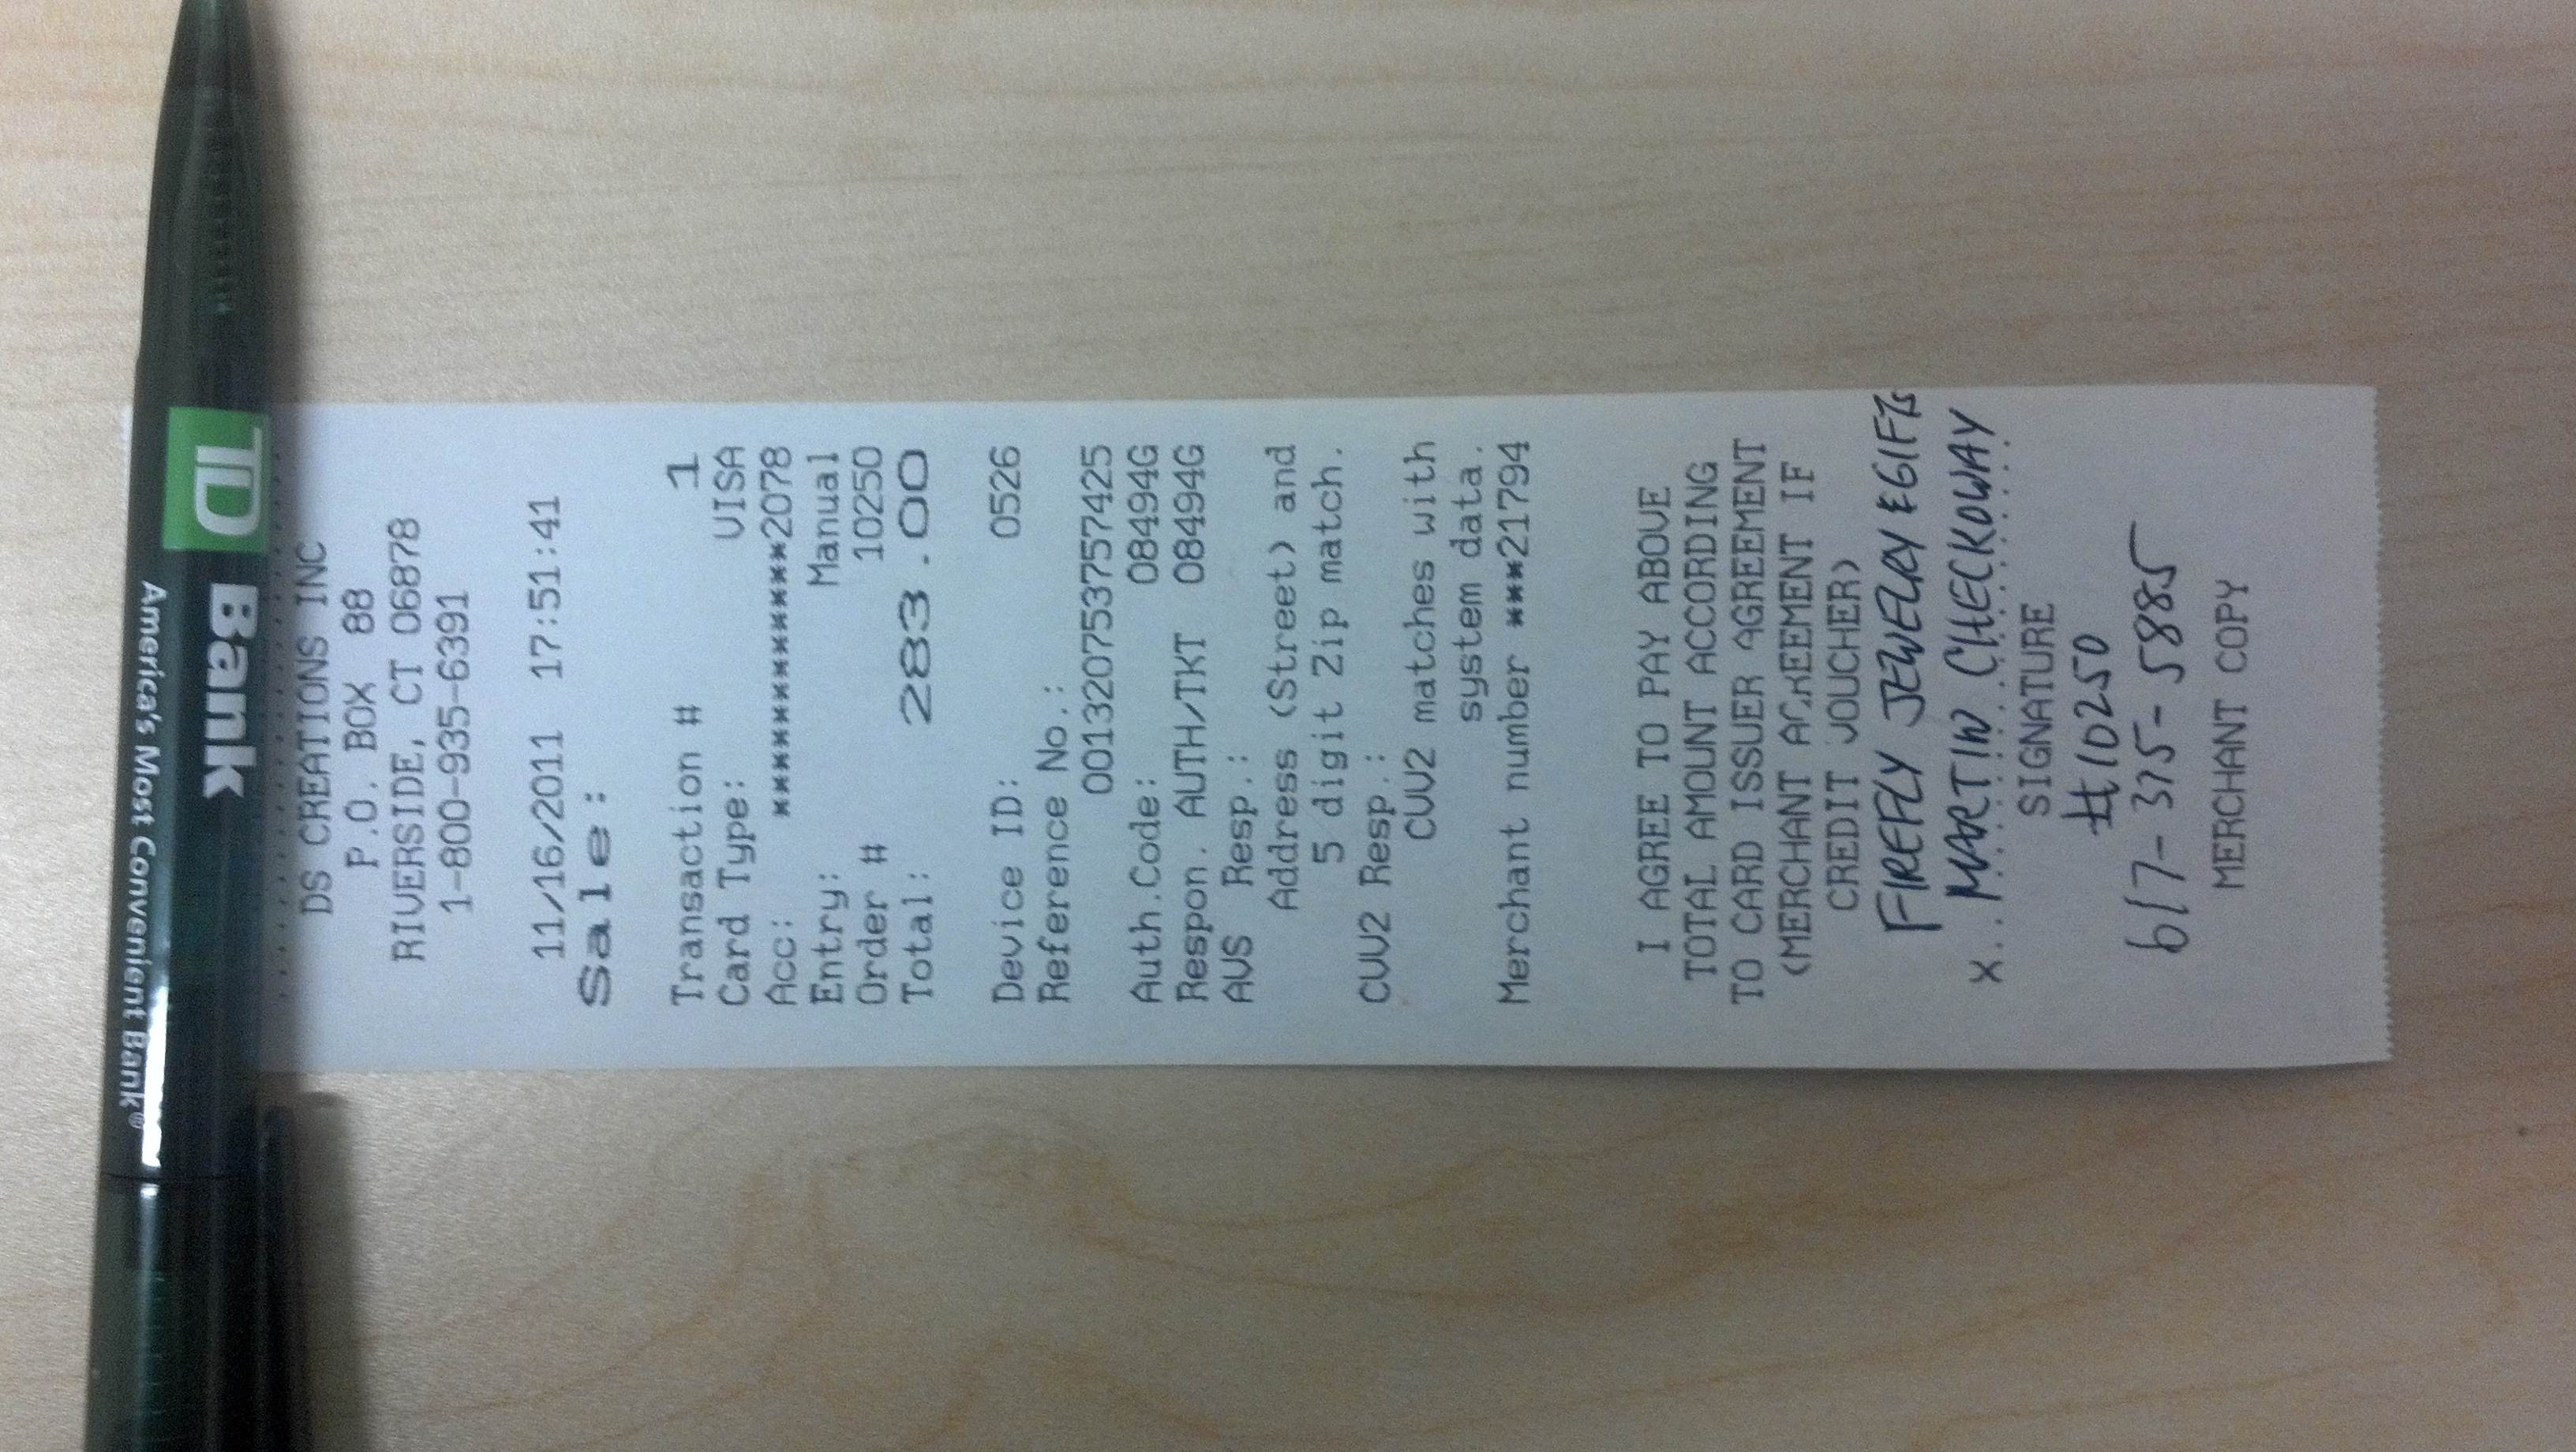 America's Most Convenient Bank®
TD Bank
DS CREATIONS INC
P.O. BOX 88
RIVERSIDE, CT 06878
1-800-935-6391
11/16/2011 17:51:41
Sale:
Transaction # 1
Card Type: VISA
Acc: ************2078
Entry: Manual
Order # 10250
Total: 283.00
Device ID: 0526
Reference No.:
001320753757425
Auth.Code: 08494G
Respon. AUTH/TKT 08494G
AVS Resp.:
Address (Street) and
5 digit Zip match.
CVV2 Resp.:
CVV2 matches with
system data.
Merchant number ***21794
I AGREE TO PAY ABOVE
TOTAL AMOUNT ACCORDING
TO CARD ISSUER AGREEMENT
(MERCHANT AGREEMENT IF
CREDIT VOUCHER)
FIREFLY JEWELRY & GIFTS
X...MARTIN CHECKOWAY
SIGNATURE
#10250
617-375-5885
MERCHANT COPY